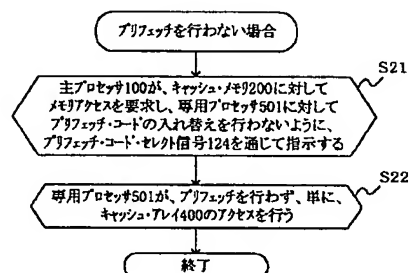 プリフェッチを行わない場合
S21
主プロセッサ100が、キャッシュ・メモリ200に対して
メモリアクセスを要求し、専用プロセッサ501に対して
プリフェッチ・コードの入れ替えを行わないように、
プリフェッチ・コード・セレクト信号124を通じて指示する
S22
専用プロセッサ501が、プリフェッチを行わず、単に、
キャッシュ・アレイ400のアクセスを行う
終了